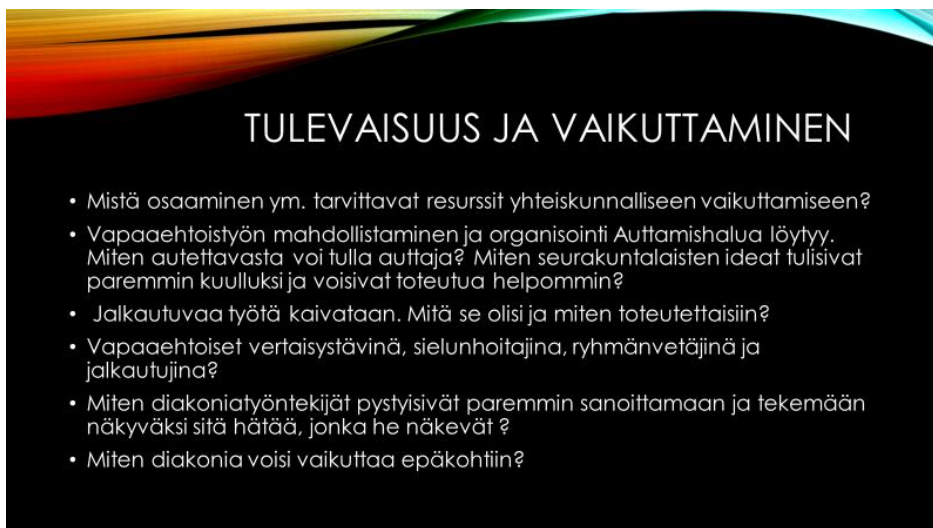 TULEVAISUUS JA VAIKUTTAMINEN
• Mistä osaaminen ym. tarvittavat resurssit yhteiskunnalliseen vaikuttamiseen?
• Vapaaehtoistyön mahdollistaminen ja organisointi Auttamishalua löytyy.
Miten autettavasta voi tulla auttaja? Miten seurakuntalaisten ideat tulisivat
paremmin kuulluksi ja voisivat toteutua helpommin?
• Jalkautuvaa työtä kaivataan. Mitä se olisi ja miten toteutettaisiin?
• Vapaaehtoiset vertaisystävinä, sielunhoitajina, ryhmänvetäjinä ja
jalkautujina?
• Miten diakoniatyöntekijät pystyisivät paremmin sanoittamaan ja tekemään
näkyväksi sitä hätää, jonka he näkevät ?
• Miten diakonia voisi vaikuttaa epäkohtiin?